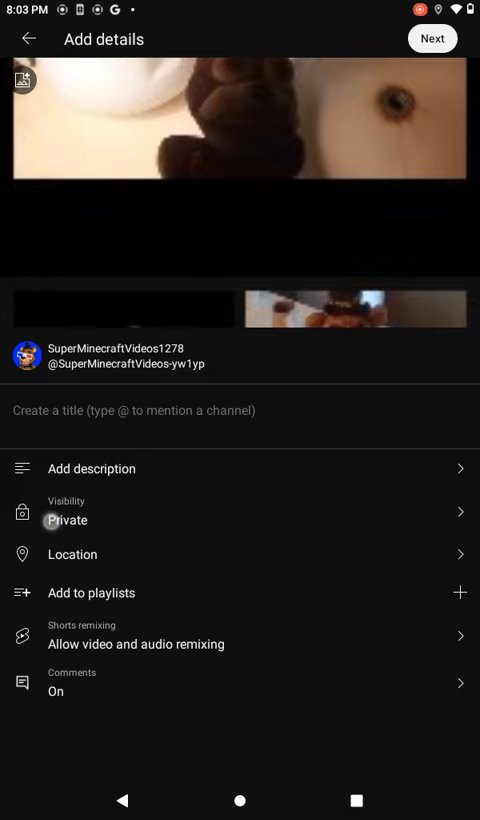 8:03 PM
G
Add details
Next
SuperMinecraftVideos1278
@SuperMinecraftVideos-yw1yp
Create a title (type @ to mention a channel)
Add description
Visibility
Private
Location
Add to playlists
Shorts remixing
Allow video and audio remixing
Comments
On